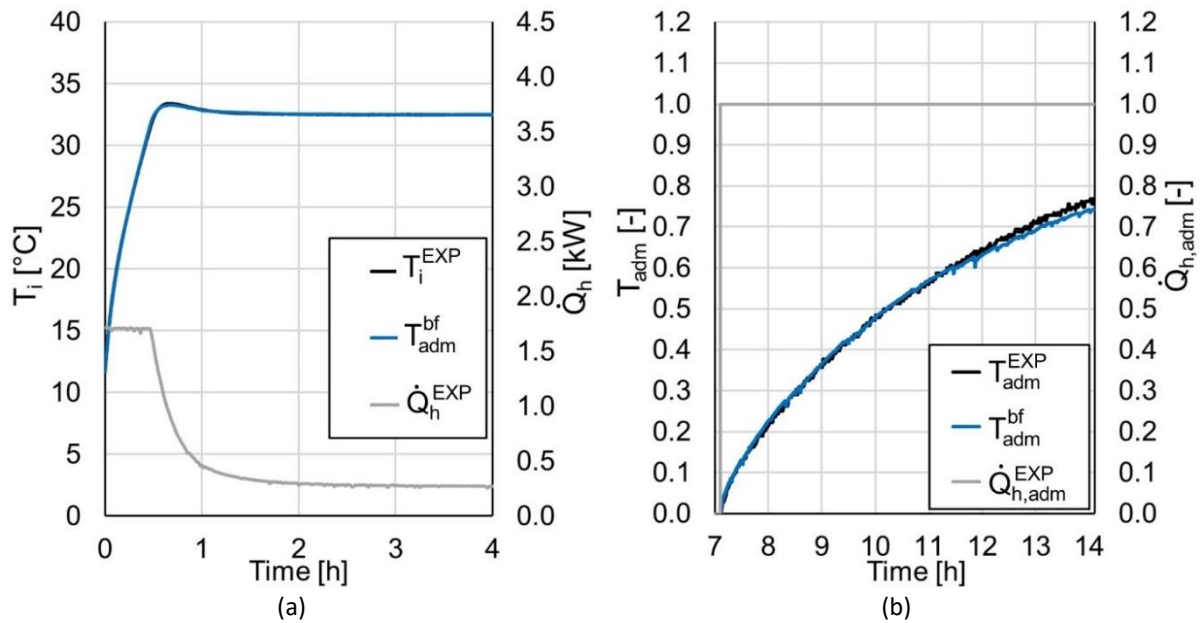 40
35
30
25
20
15
10
5
0
T_i [°C]
4.5
4.0
3.5
3.0
2.5
2.0
1.5
1.0
0.5
0.0
Q̇_h [kW]
T_i^EXP
T_adm^bf
Q̇_h^EXP
0 1 2 3 4
Time [h]
(a)
1.2
1.1
1.0
0.9
0.8
0.7
0.6
0.5
0.4
0.3
0.2
0.1
0.0
T_adm [-]
1.2
1.1
1.0
0.9
0.8
0.7
0.6
0.5
0.4
0.3
0.2
0.1
0.0
Q̇_h,adm [-]
T_adm^EXP
T_adm^bf
Q̇_h,adm^EXP
7 8 9 10 11 12 13 14
Time [h]
(b)